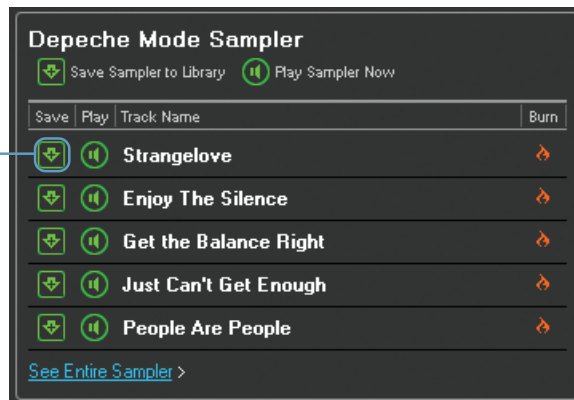 Depeche Mode Sampler
Save Sampler to Library Play Sampler Now
Save Play Track Name Burn
Strangelove
Enjoy The Silence
Get the Balance Right
Just Can't Get Enough
People Are People
See Entire Sampler >